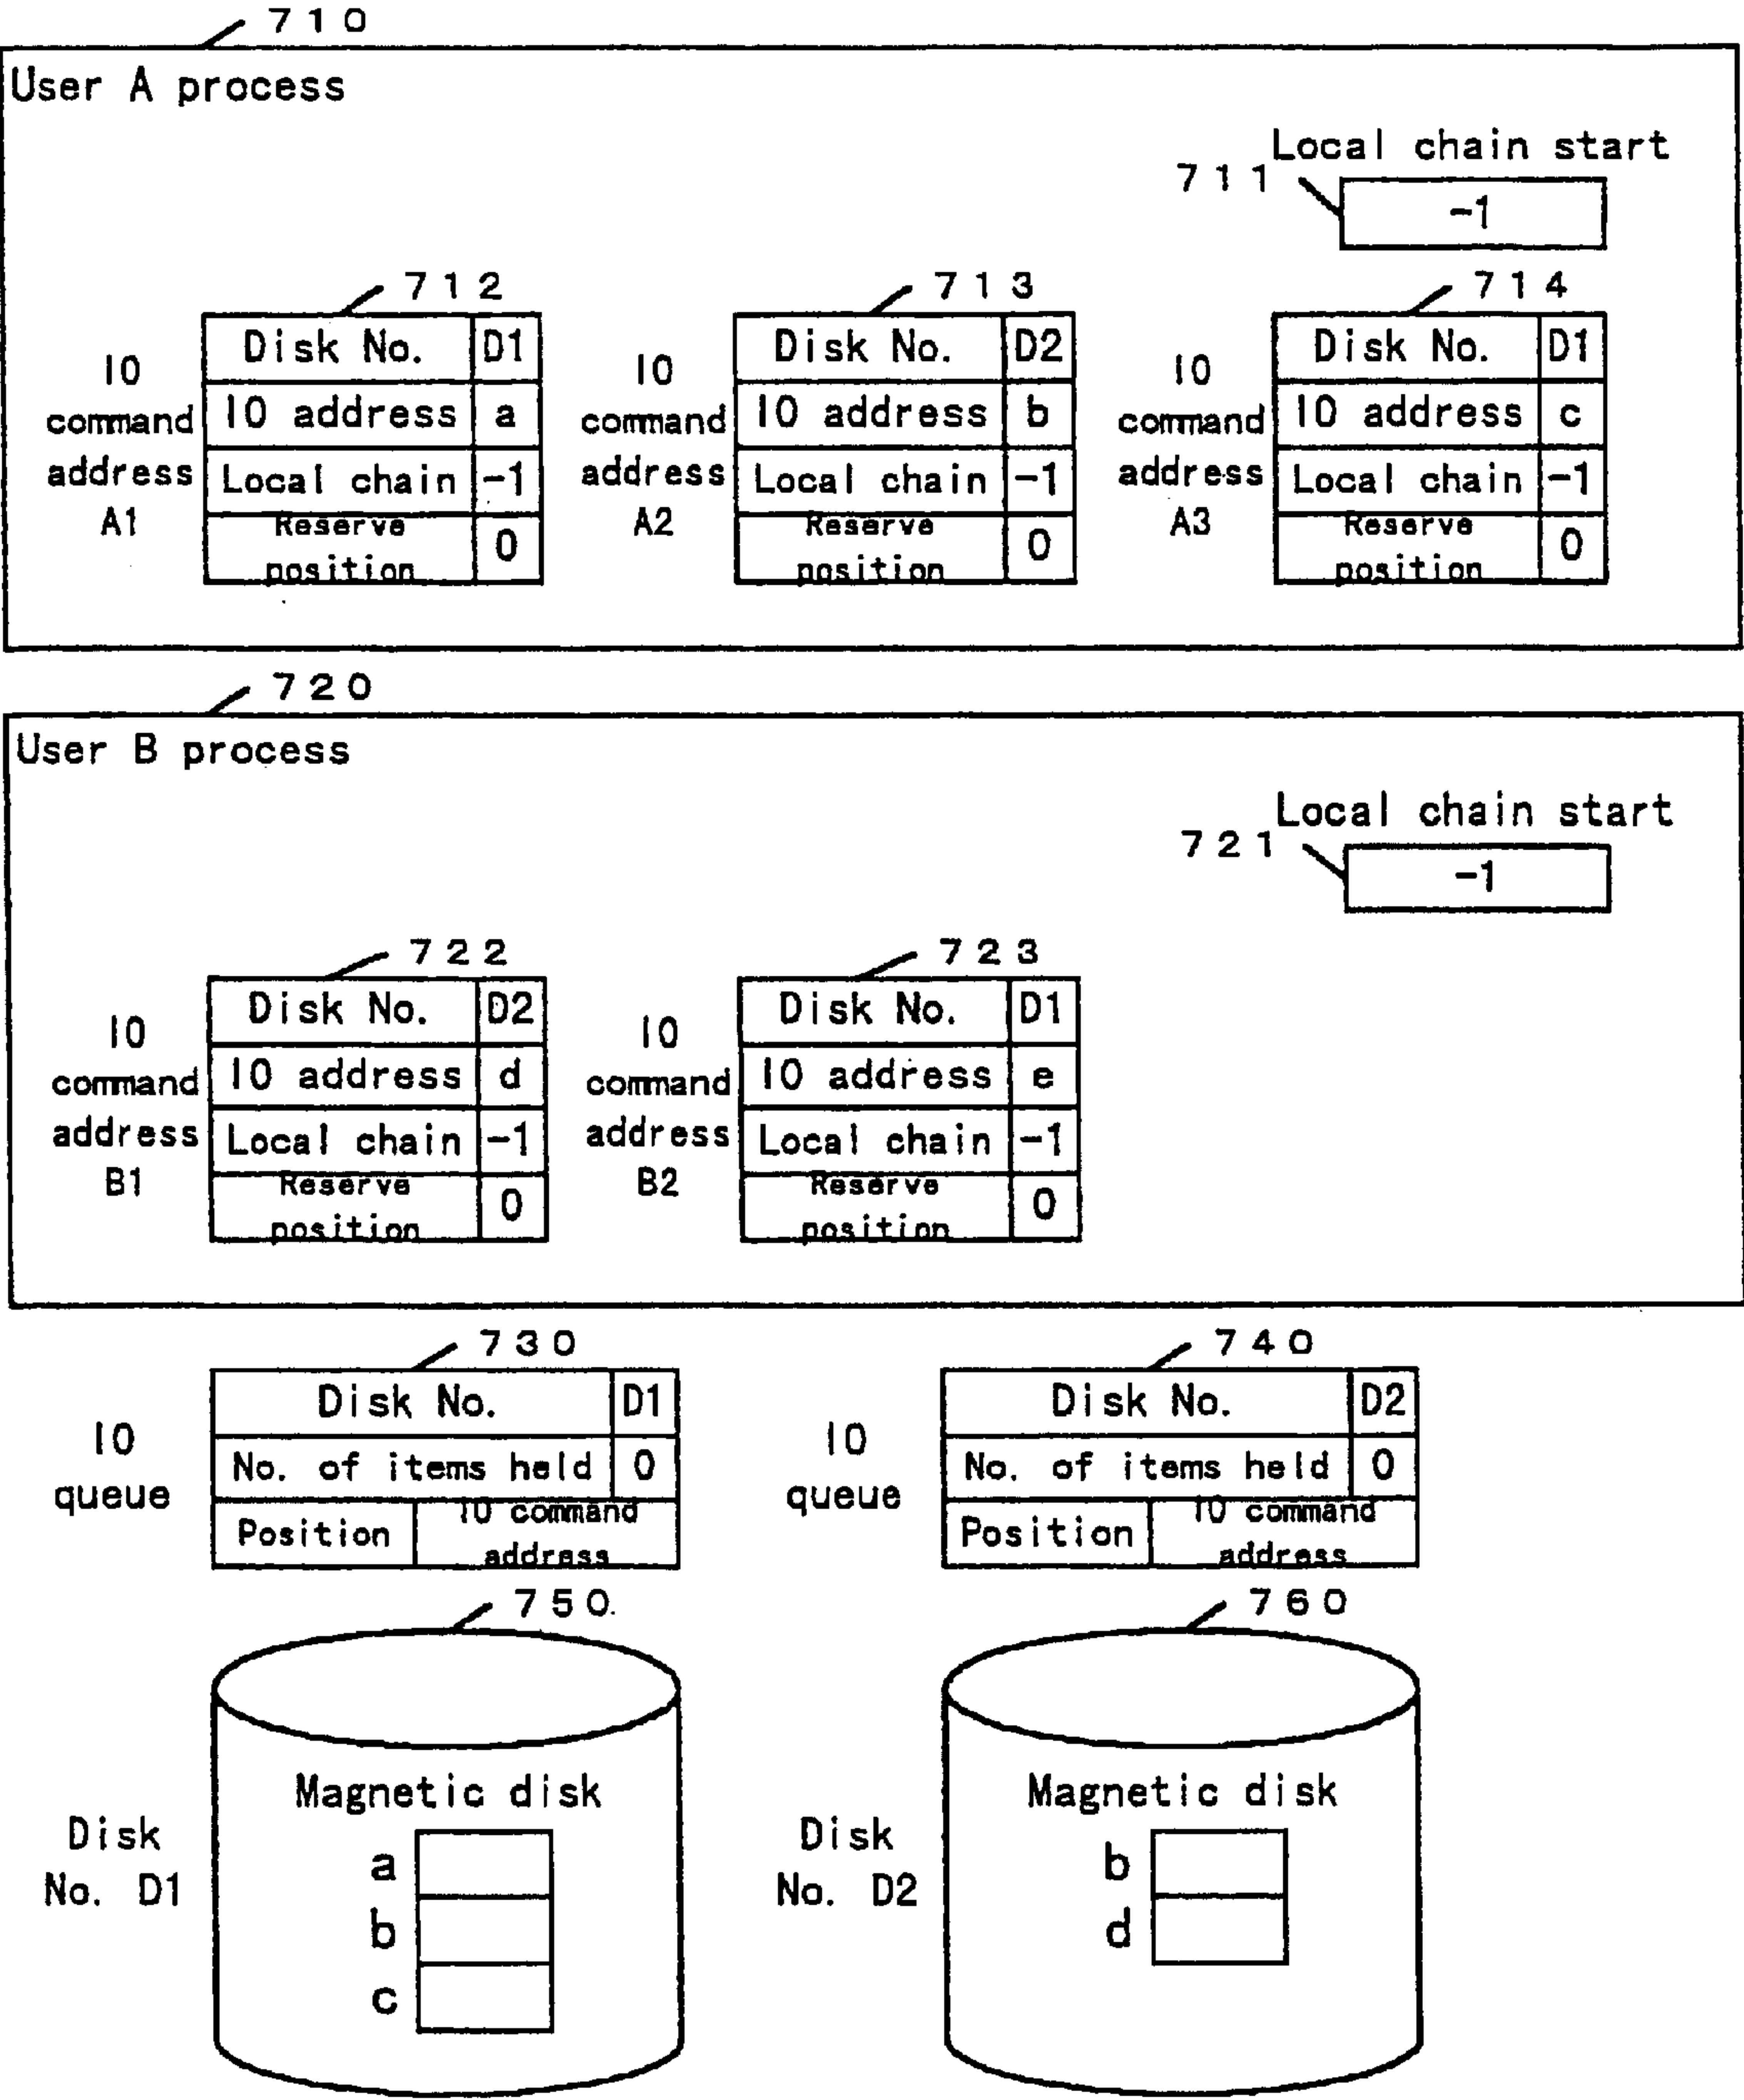 710
User A process
Local chain start
711
-1
712
713
714
IO
command
address
A1
Disk No. D1
IO address a
Local chain -1
Reserve
position 0
IO
command
address
A2
Disk No. D2
IO address b
Local chain -1
Reserve
position 0
IO
command
address
A3
Disk No. D1
IO address c
Local chain -1
Reserve
position 0
720
User B process
Local chain start
721
-1
722
723
IO
command
address
B1
Disk No. D2
IO address d
Local chain -1
Reserve
position 0
IO
command
address
B2
Disk No. D1
IO address e
Local chain -1
Reserve
position 0
730
IO
queue
Disk No. D1
No. of items held 0
Position
IO command
address
740
IO
queue
Disk No. D2
No. of items held 0
Position
IO command
address
750
Disk
No. D1
Magnetic disk
a
b
c
760
Disk
No. D2
Magnetic disk
b
d